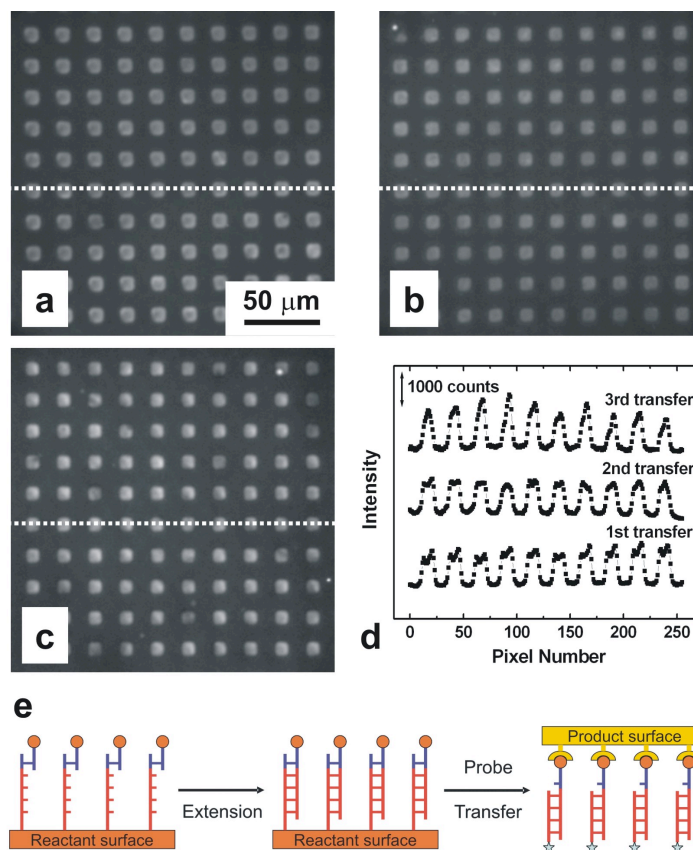 a
50 μm
b
c
1000 counts
3rd transfer
2nd transfer
1st transfer
Intensity
0 50 100 150 200 250
Pixel Number
d
e
Reactant surface
Extension
Reactant surface
Probe
Transfer
Product surface